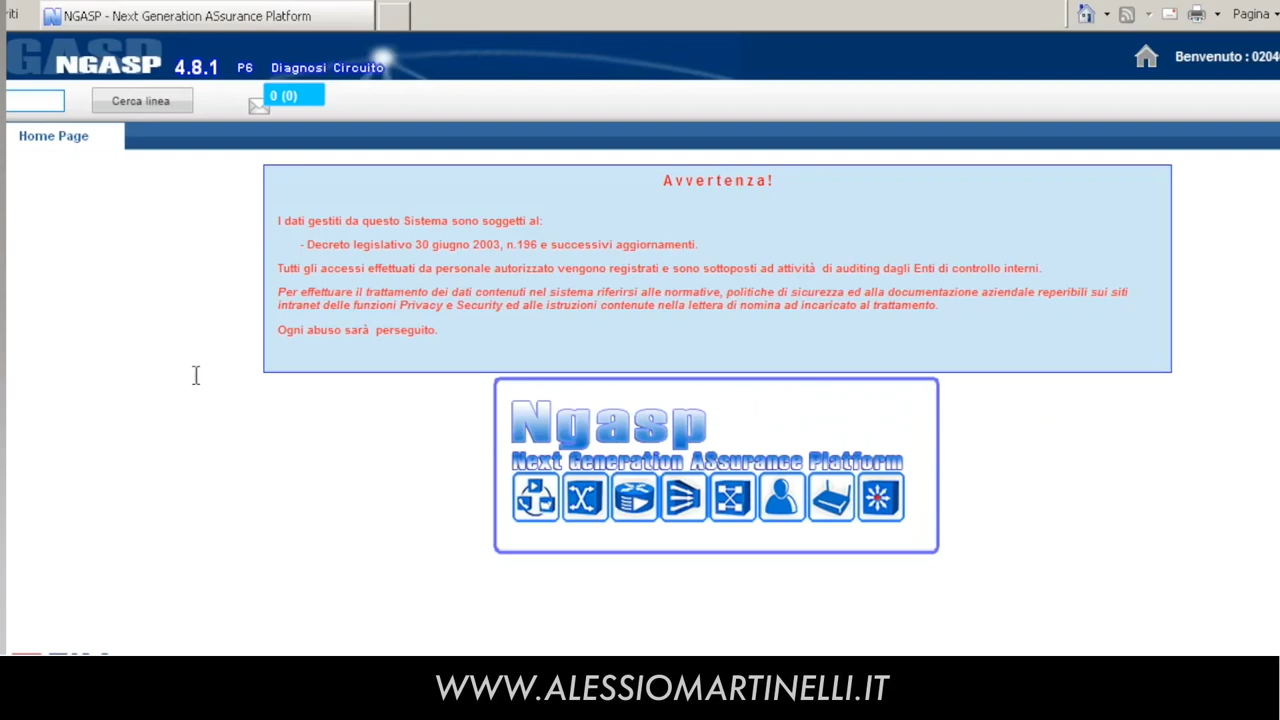 riti
NGASP - Next Generation ASsurance Platform
Pagina
NGASP 4.8.1 P6 Diagnosi Circuito
Benvenuto : 0204
Cerca linea
0 (0)
Home Page
Avvertenza!
I dati gestiti da questo Sistema sono soggetti al:
- Decreto legislativo 30 giugno 2003, n.196 e successivi aggiornamenti.
Tutti gli accessi effettuati da personale autorizzato vengono registrati e sono sottoposti ad attività di auditing dagli Enti di controllo interni.
Per effettuare il trattamento dei dati contenuti nel sistema riferirsi alle normative, politiche di sicurezza ed alla documentazione aziendale reperibili sui siti
intranet delle funzioni Privacy e Security ed alle istruzioni contenute nella lettera di nomina ad incaricato al trattamento.
Ogni abuso sarà perseguito.
Ngasp
Next Generation ASsurance Platform
WWW.ALESSIOMARTINELLI.IT